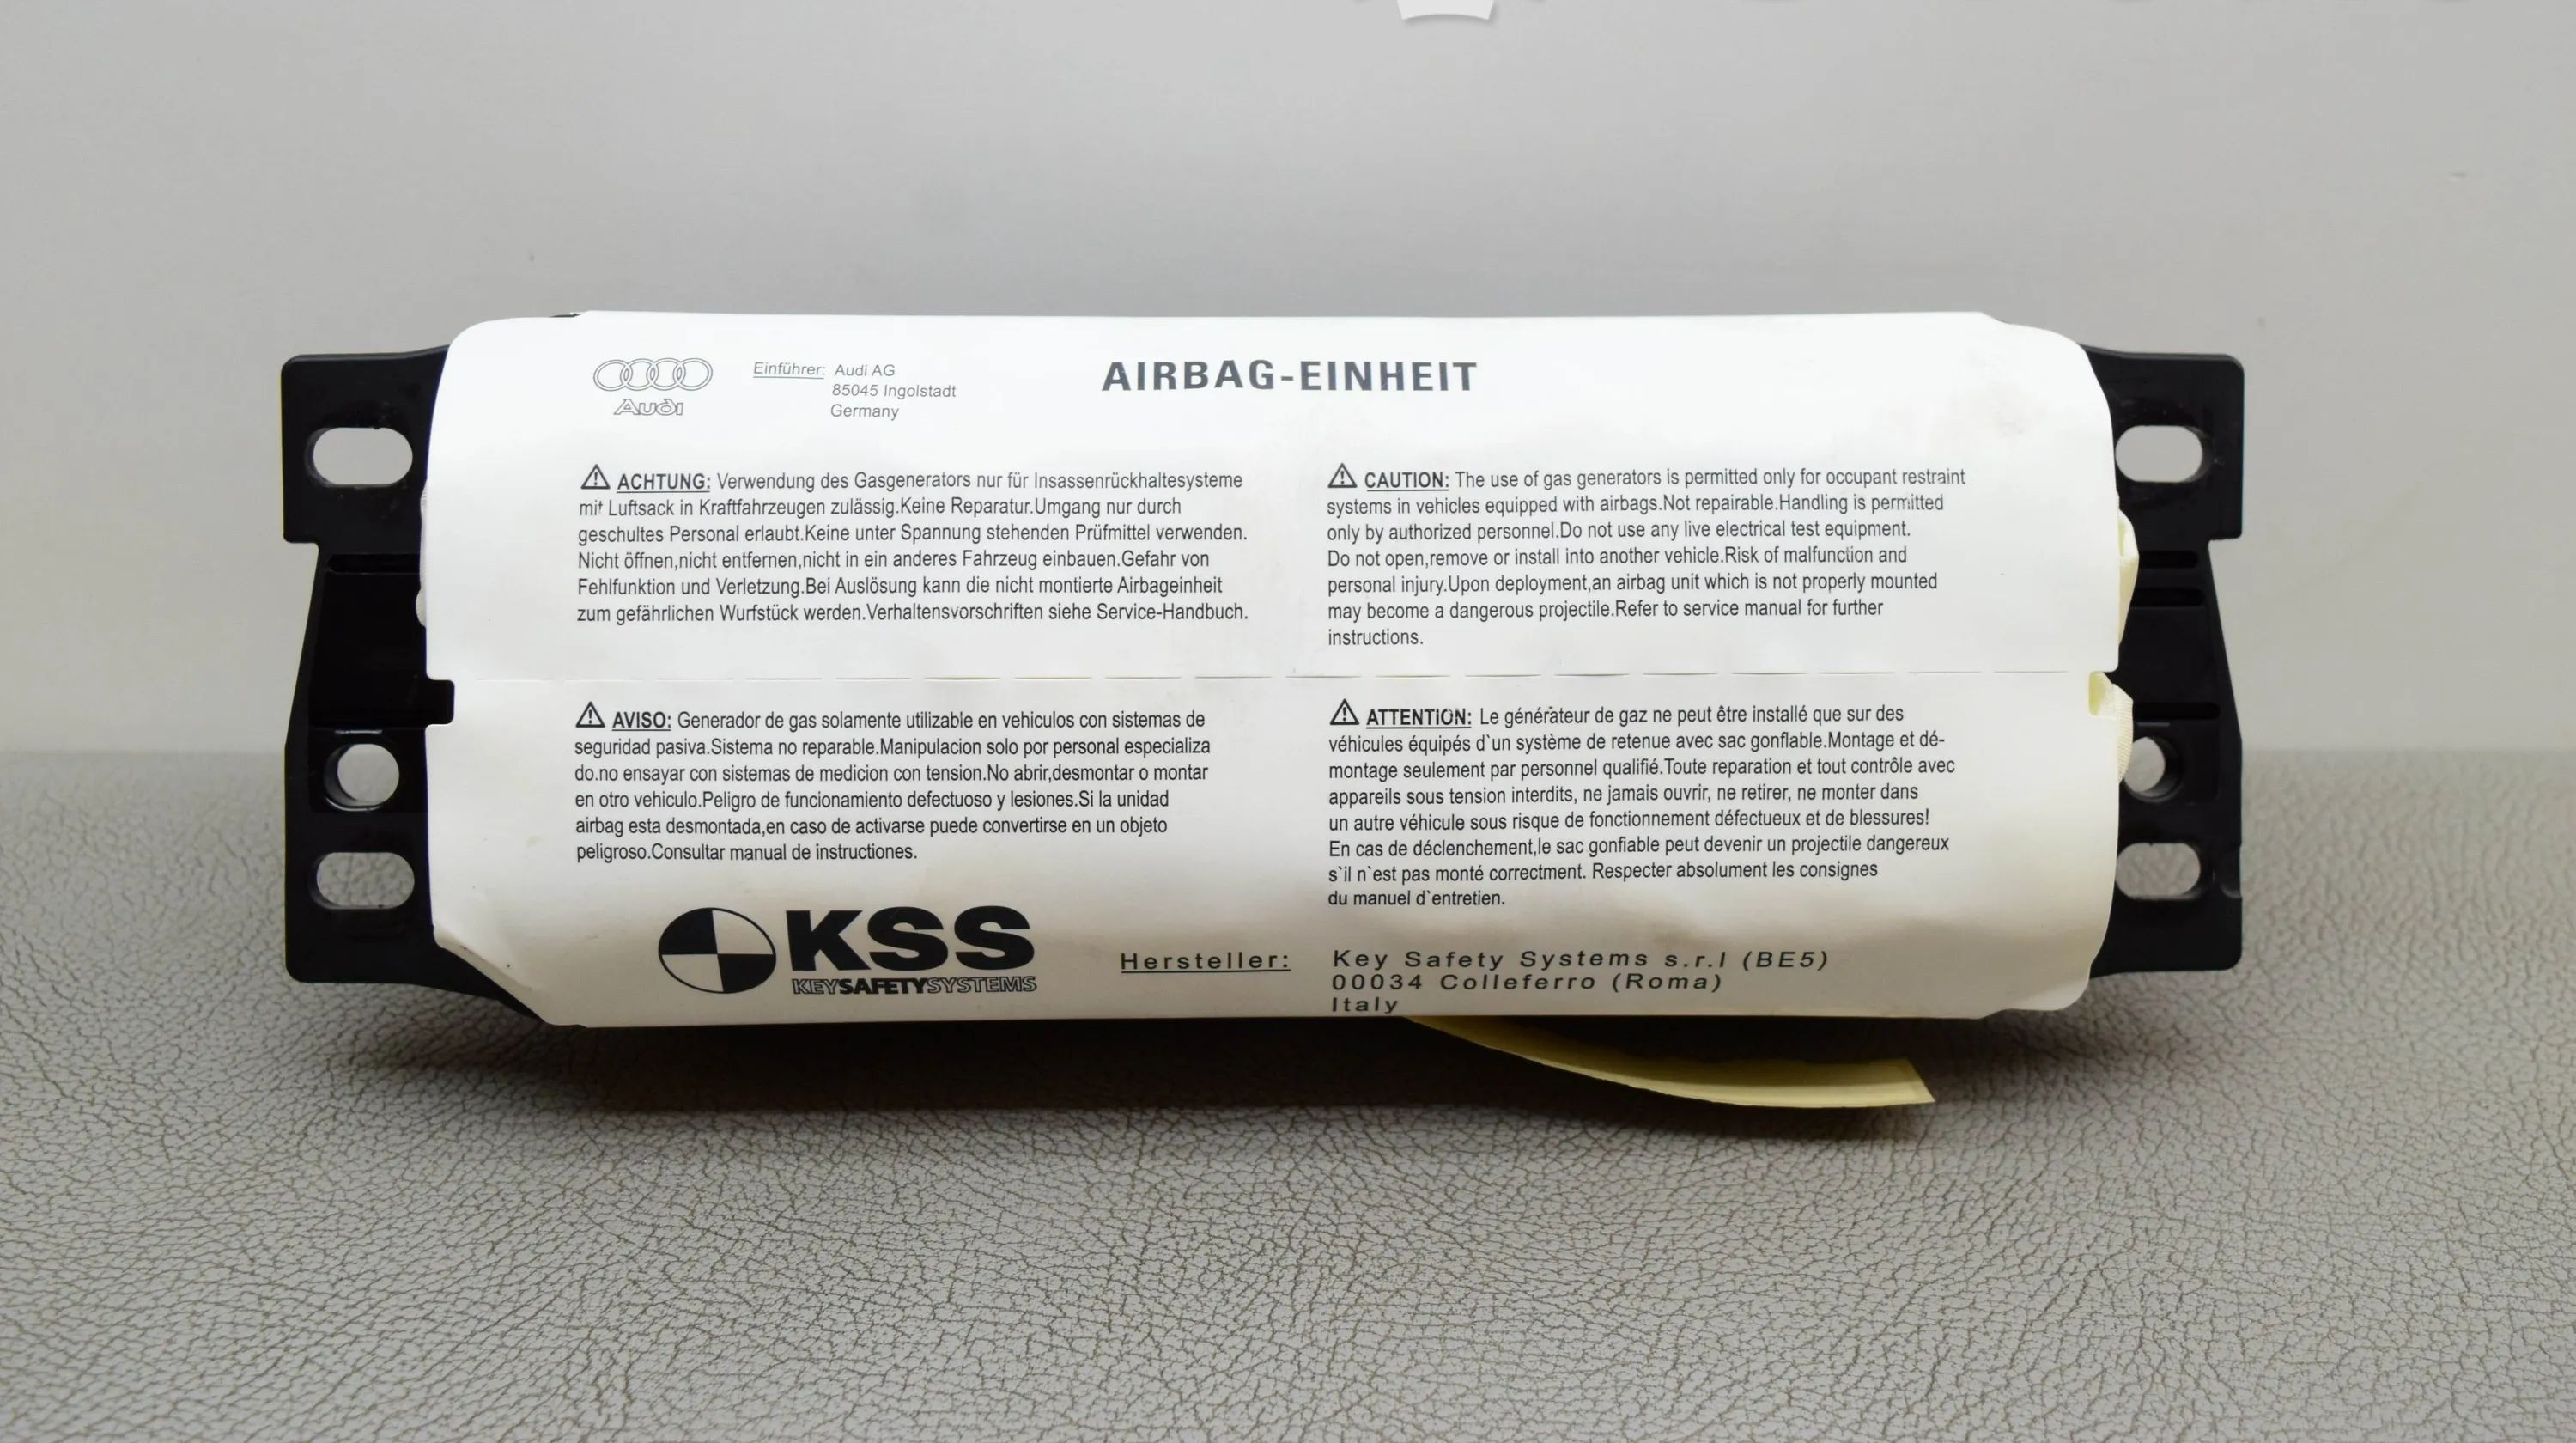 Audi
Einführer: Audi AG
85045 Ingolstadt
Germany
AIRBAG-EINHEIT
⚠ ACHTUNG: Verwendung des Gasgenerators nur für Insassenrückhaltesysteme
mit Luftsack in Kraftfahrzeugen zulässig.Keine Reparatur.Umgang nur durch
geschultes Personal erlaubt.Keine unter Spannung stehenden Prüfmittel verwenden.
Nicht öffnen,nicht entfernen,nicht in ein anderes Fahrzeug einbauen.Gefahr von
Fehlfunktion und Verletzung.Bei Auslösung kann die nicht montierte Airbageinheit
zum gefährlichen Wurfstück werden.Verhaltensvorschriften siehe Service-Handbuch.
⚠ CAUTION: The use of gas generators is permitted only for occupant restraint
systems in vehicles equipped with airbags.Not repairable.Handling is permitted
only by authorized personnel.Do not use any live electrical test equipment.
Do not open,remove or install into another vehicle.Risk of malfunction and
personal injury.Upon deployment,an airbag unit which is not properly mounted
may become a dangerous projectile.Refer to service manual for further
instructions.
⚠ AVISO: Generador de gas solamente utilizable en vehiculos con sistemas de
seguridad pasiva.Sistema no reparable.Manipulacion solo por personal especializa
do.no ensayar con sistemas de medicion con tension.No abrir,desmontar o montar
en otro vehiculo.Peligro de funcionamiento defectuoso y lesiones.Si la unidad
airbag esta desmontada,en caso de activarse puede convertirse en un objeto
peligroso.Consultar manual de instructiones.
⚠ ATTENTION: Le générateur de gaz ne peut être installé que sur des
véhicules équipés d`un système de retenue avec sac gonflable.Montage et dé-
montage seulement par personnel qualifié.Toute reparation et tout contrôle avec
appareils sous tension interdits, ne jamais ouvrir, ne retirer, ne monter dans
un autre véhicule sous risque de fonctionnement défectueux et de blessures!
En cas de déclenchement,le sac gonfiable peut devenir un projectile dangereux
s`il n`est pas monté correctment. Respecter absolument les consignes
du manuel d`entretien.
KSS
KEYSAFETYSYSTEMS
Hersteller: Key Safety Systems s.r.l (BE5)
00034 Colleferro (Roma)
Italy